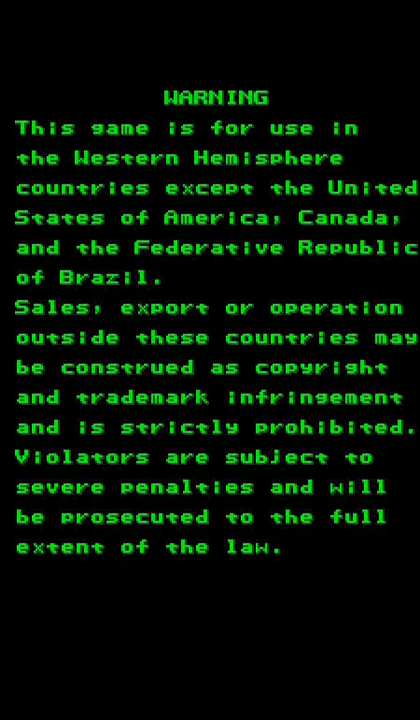 WARNING
This game is for use in
the Western Hemisphere
countries except the United
States of America, Canada,
and the Federative Republic
of Brazil.
Sales, export or operation
outside these countries may
be construed as copyright
and trademark infringement
and is strictly prohibited.
Violators are subject to
severe penalties and will
be prosecuted to the full
extent of the law.